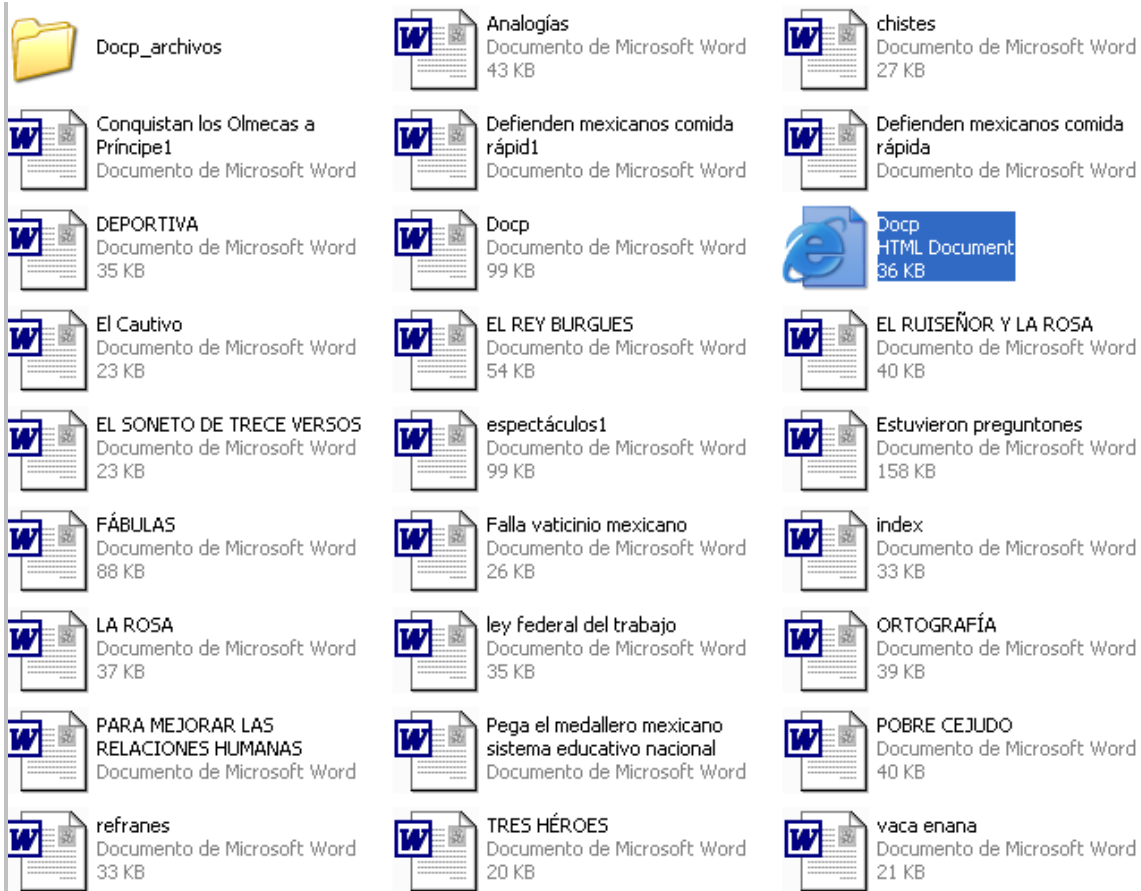 Docp_archivos
Analogías
Documento de Microsoft Word
43 KB
chistes
Documento de Microsoft Word
27 KB
Conquistan los Olmecas a
Príncipe1
Documento de Microsoft Word
Defienden mexicanos comida
rápid1
Documento de Microsoft Word
Defienden mexicanos comida
rápida
Documento de Microsoft Word
DEPORTIVA
Documento de Microsoft Word
35 KB
Docp
Documento de Microsoft Word
99 KB
Docp
HTML Document
36 KB
El Cautivo
Documento de Microsoft Word
23 KB
EL REY BURGUES
Documento de Microsoft Word
54 KB
EL RUISEÑOR Y LA ROSA
Documento de Microsoft Word
40 KB
EL SONETO DE TRECE VERSOS
Documento de Microsoft Word
23 KB
espectáculos1
Documento de Microsoft Word
99 KB
Estuvieron preguntones
Documento de Microsoft Word
158 KB
FÁBULAS
Documento de Microsoft Word
88 KB
Falla vaticinio mexicano
Documento de Microsoft Word
26 KB
index
Documento de Microsoft Word
33 KB
LA ROSA
Documento de Microsoft Word
37 KB
ley federal del trabajo
Documento de Microsoft Word
35 KB
ORTOGRAFÍA
Documento de Microsoft Word
39 KB
PARA MEJORAR LAS
RELACIONES HUMANAS
Documento de Microsoft Word
Pega el medallero mexicano
sistema educativo nacional
Documento de Microsoft Word
POBRE CEJUDO
Documento de Microsoft Word
40 KB
refranes
Documento de Microsoft Word
33 KB
TRES HÉROES
Documento de Microsoft Word
20 KB
vaca enana
Documento de Microsoft Word
21 KB